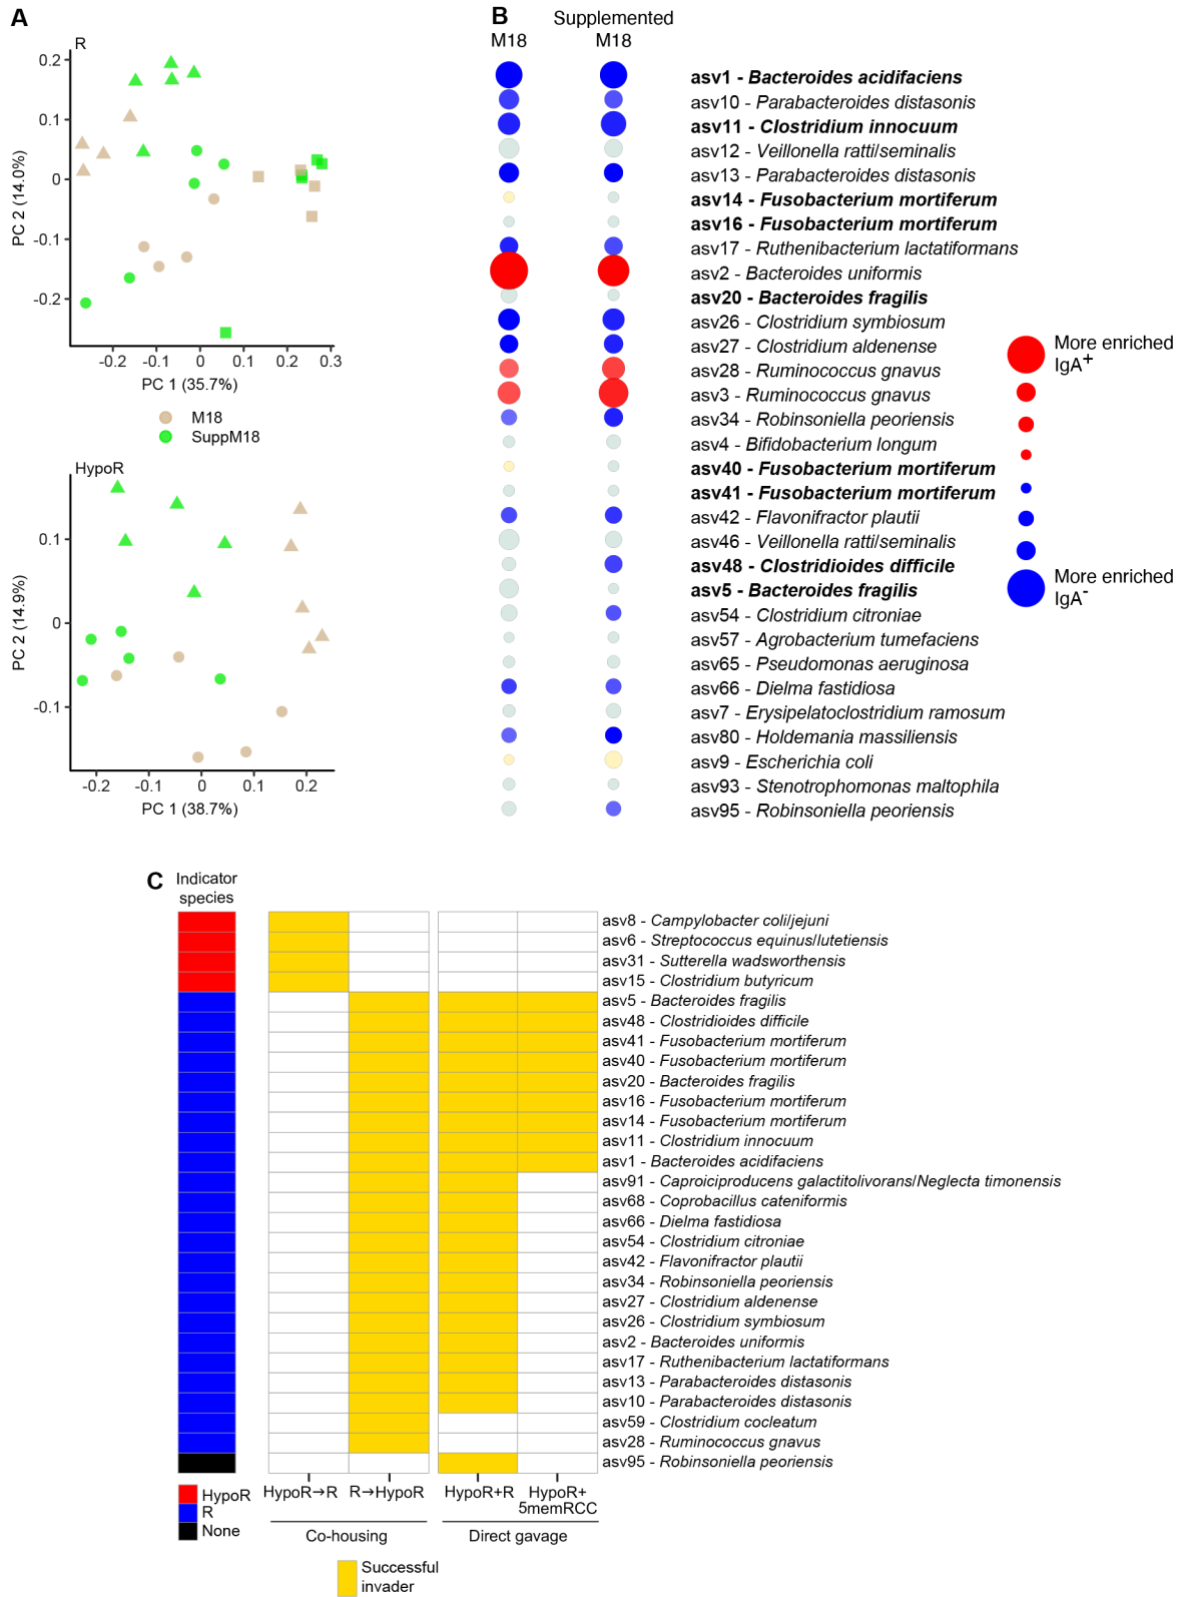 A
R
0.2
0.1
0
-0.1
-0.2
PC 2 (14.0%)
-0.2
-0.1
0
0.1
0.2
0.3
PC 1 (35.7%)
M18
SuppM18
HypoR
0.1
0
-0.1
PC 2 (14.9%)
-0.2
-0.1
0
0.1
0.2
PC 1 (38.7%)
B
Supplemented
M18
M18
asv1 - Bacteroides acidifaciens
asv10 - Parabacteroides distasonis
asv11 - Clostridium innocuum
asv12 - Veillonella ratti/seminalis
asv13 - Parabacteroides distasonis
asv14 - Fusobacterium mortiferum
asv16 - Fusobacterium mortiferum
asv17 - Ruthenibacterium lactatiformans
asv2 - Bacteroides uniformis
asv20 - Bacteroides fragilis
asv26 - Clostridium symbiosum
asv27 - Clostridium aldenense
asv28 - Ruminococcus gnavus
asv3 - Ruminococcus gnavus
asv34 - Robinsoniella peoriensis
asv4 - Bifidobacterium longum
asv40 - Fusobacterium mortiferum
asv41 - Fusobacterium mortiferum
asv42 - Flavonifractor plautii
asv46 - Veillonella ratti/seminalis
asv48 - Clostridioides difficile
asv5 - Bacteroides fragilis
asv54 - Clostridium citroniae
asv57 - Agrobacterium tumefaciens
asv65 - Pseudomonas aeruginosa
asv66 - Dielma fastidiosa
asv7 - Erysipelatoclostridium ramosum
asv80 - Holdemania massiliensis
asv9 - Escherichia coli
asv93 - Stenotrophomonas maltophila
asv95 - Robinsoniella peoriensis
More enriched
IgA+
More enriched
IgA-
C
Indicator
species
asv8 - Campylobacter coli/jejuni
asv6 - Streptococcus equinus/lutetiensis
asv31 - Sutterella wadsworthensis
asv15 - Clostridium butyricum
asv5 - Bacteroides fragilis
asv48 - Clostridioides difficile
asv41 - Fusobacterium mortiferum
asv40 - Fusobacterium mortiferum
asv20 - Bacteroides fragilis
asv16 - Fusobacterium mortiferum
asv14 - Fusobacterium mortiferum
asv11 - Clostridium innocuum
asv1 - Bacteroides acidifaciens
asv91 - Caproiciproducens galactitolivorans/Neglecta timonensis
asv68 - Coprobacillus cateniformis
asv66 - Dielma fastidiosa
asv54 - Clostridium citroniae
asv42 - Flavonifractor plautii
asv34 - Robinsoniella peoriensis
asv27 - Clostridium aldenense
asv26 - Clostridium symbiosum
asv2 - Bacteroides uniformis
asv17 - Ruthenibacterium lactatiformans
asv13 - Parabacteroides distasonis
asv10 - Parabacteroides distasonis
asv59 - Clostridium cocleatum
asv28 - Ruminococcus gnavus
asv95 - Robinsoniella peoriensis
HypoR
R
None
HypoR→R
R→HypoR
HypoR+R
HypoR+
5memRCC
Co-housing
Direct gavage
Successful
invader